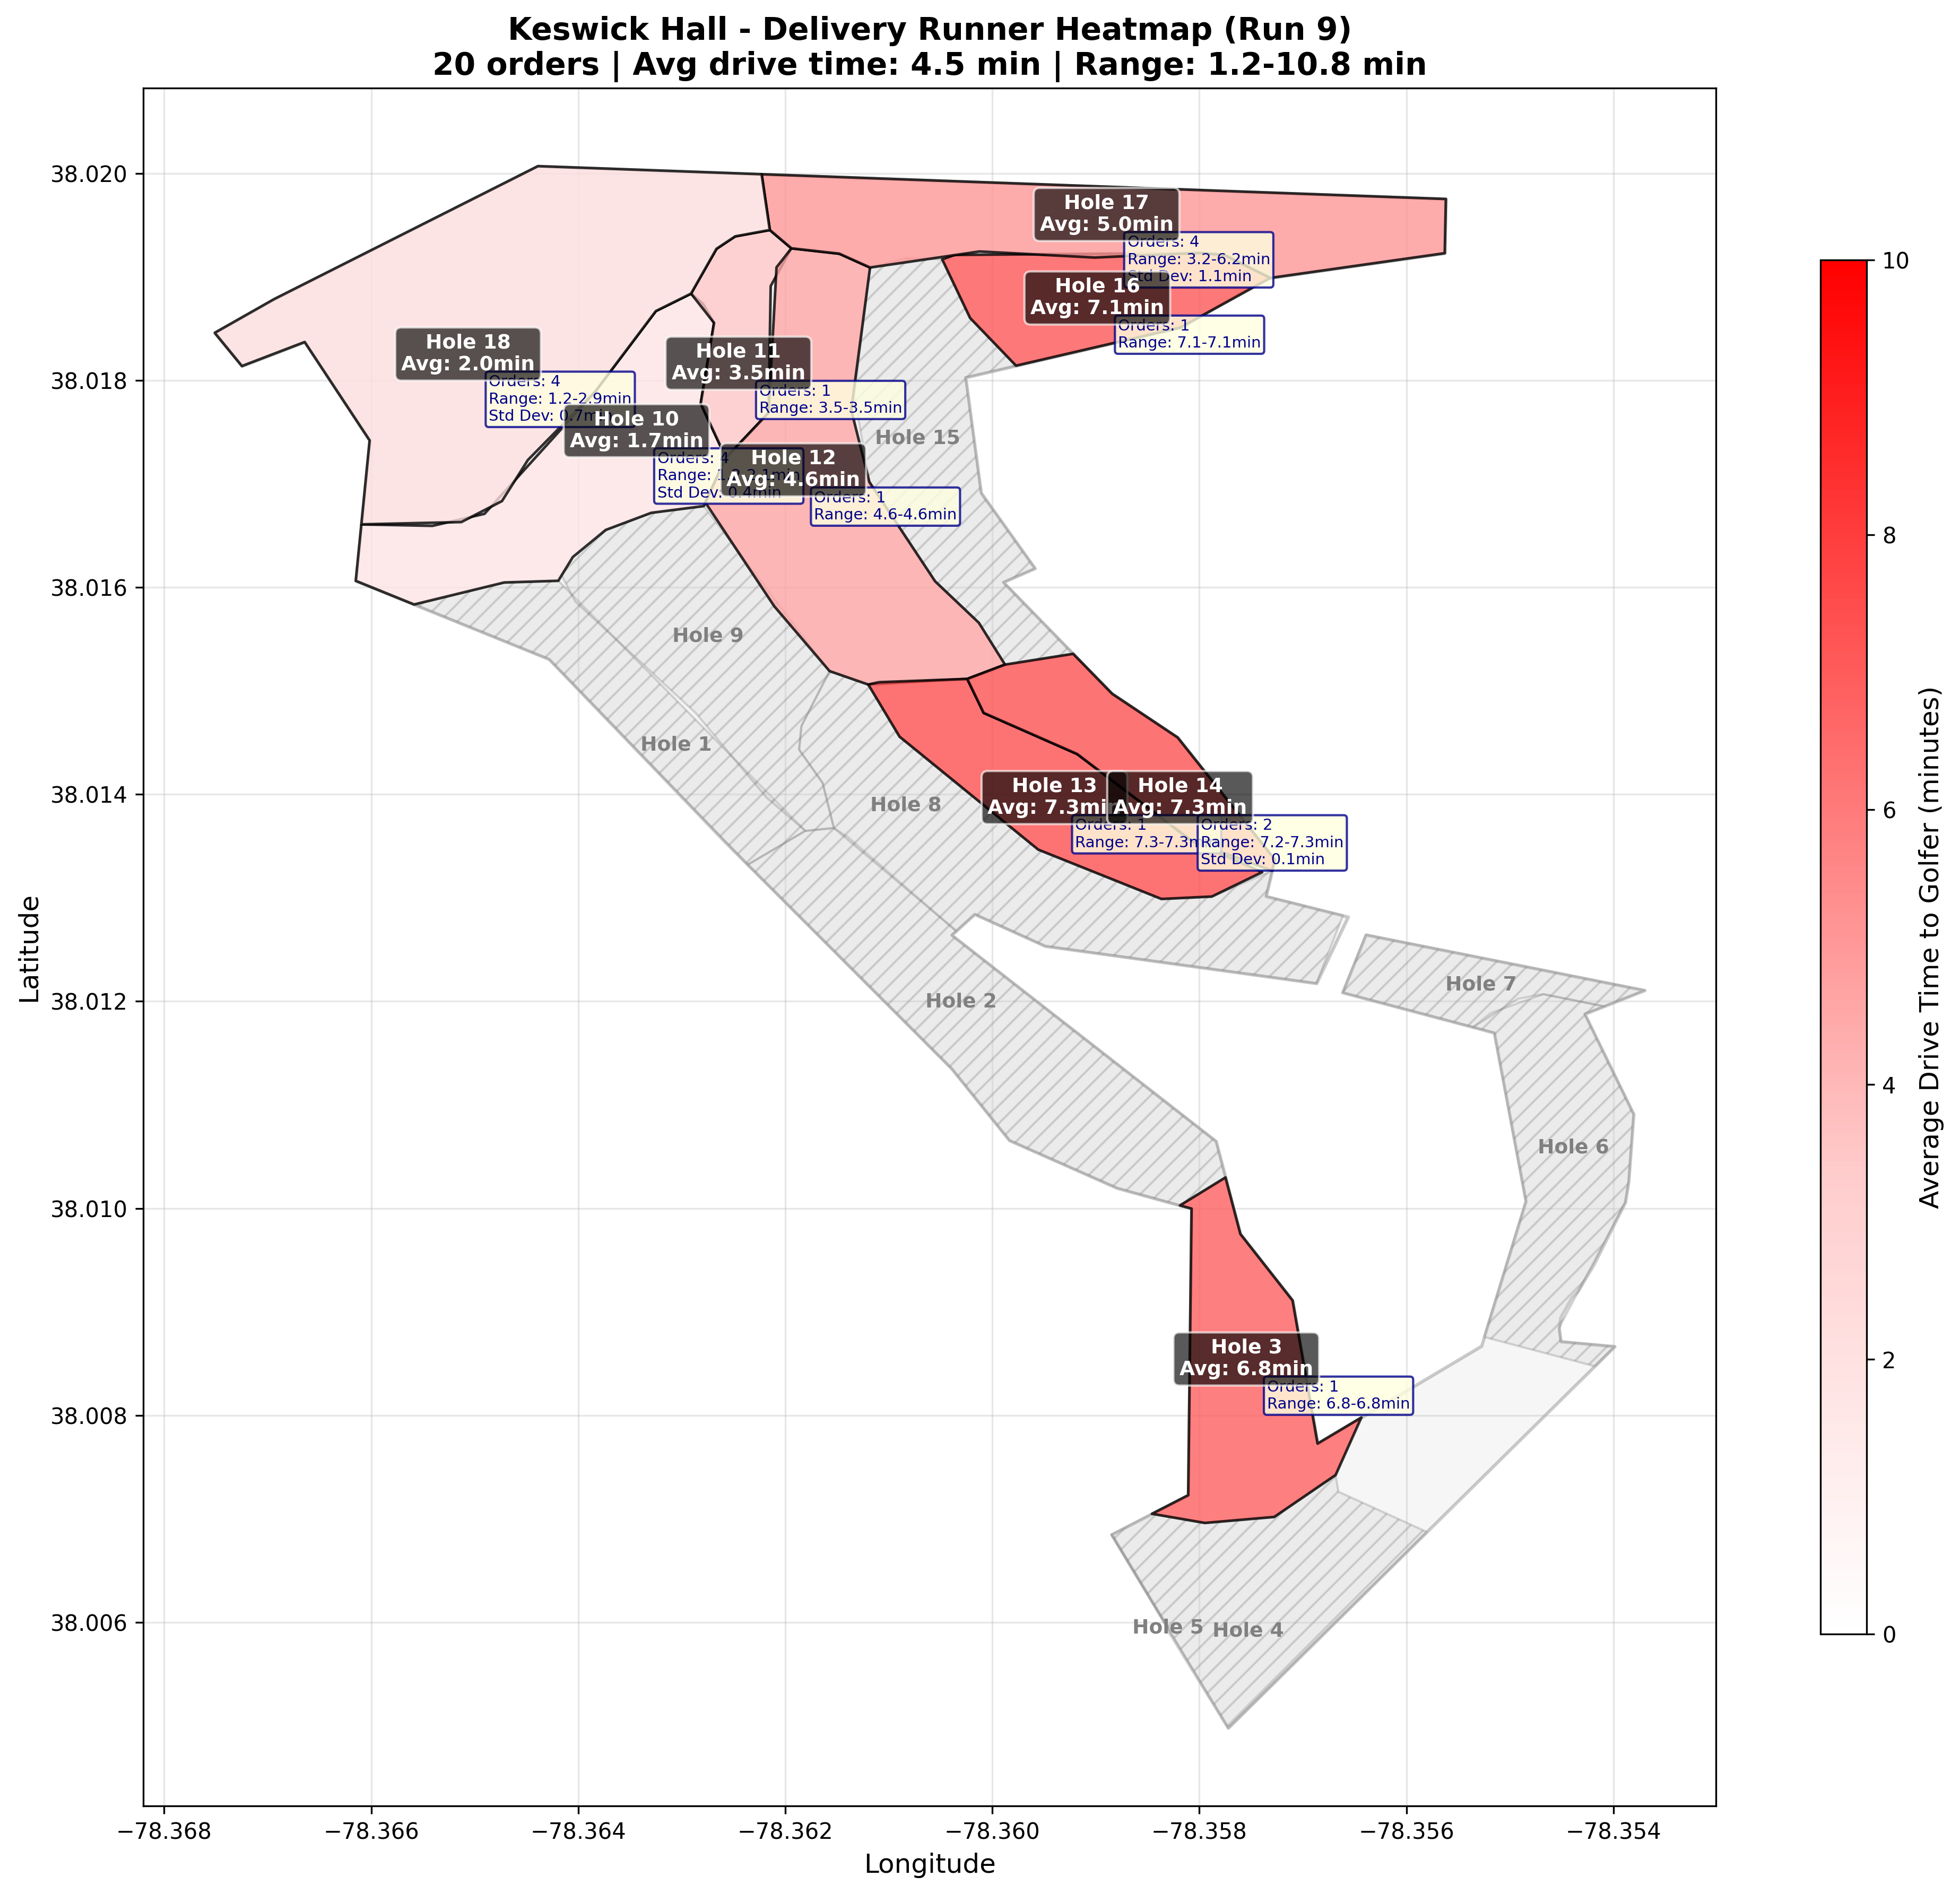 Keswick Hall - Delivery Runner Heatmap (Run 9)
20 orders | Avg drive time: 4.5 min | Range: 1.2-10.8 min
Latitude
38.020
38.018
38.016
38.014
38.012
38.010
38.008
38.006
Hole 17
Avg: 5.0min
Orders: 4
Range: 3.2-6.2min
Std Dev: 1.1min
Hole 16
Avg: 7.1min
Orders: 1
Range: 7.1-7.1min
Hole 18
Avg: 2.0min
Orders: 4
Range: 1.2-2.9min
Std Dev: 0.7min
Hole 11
Avg: 3.5min
Orders: 1
Range: 3.5-3.5min
Hole 10
Avg: 1.7min
Orders: 4
Range:
Std Dev: 0.4min
Hole 12
Avg: 4.6min
Orders: 1
Range: 4.6-4.6min
Hole 15
Hole 9
Hole 1
Hole 8
Hole 13
Avg: 7.3min
Orders: 1
Range: 7.3-7.3m
Hole 14
Avg: 7.3min
Orders: 2
Range: 7.2-7.3min
Std Dev: 0.1min
Hole 2
Hole 7
Hole 6
Hole 3
Avg: 6.8min
Orders: 1
Range: 6.8-6.8min
Hole 5
Hole 4
−78.368
−78.366
−78.364
−78.362
−78.360
−78.358
−78.356
−78.354
Longitude
10
8
6
4
2
0
Average Drive Time to Golfer (minutes)